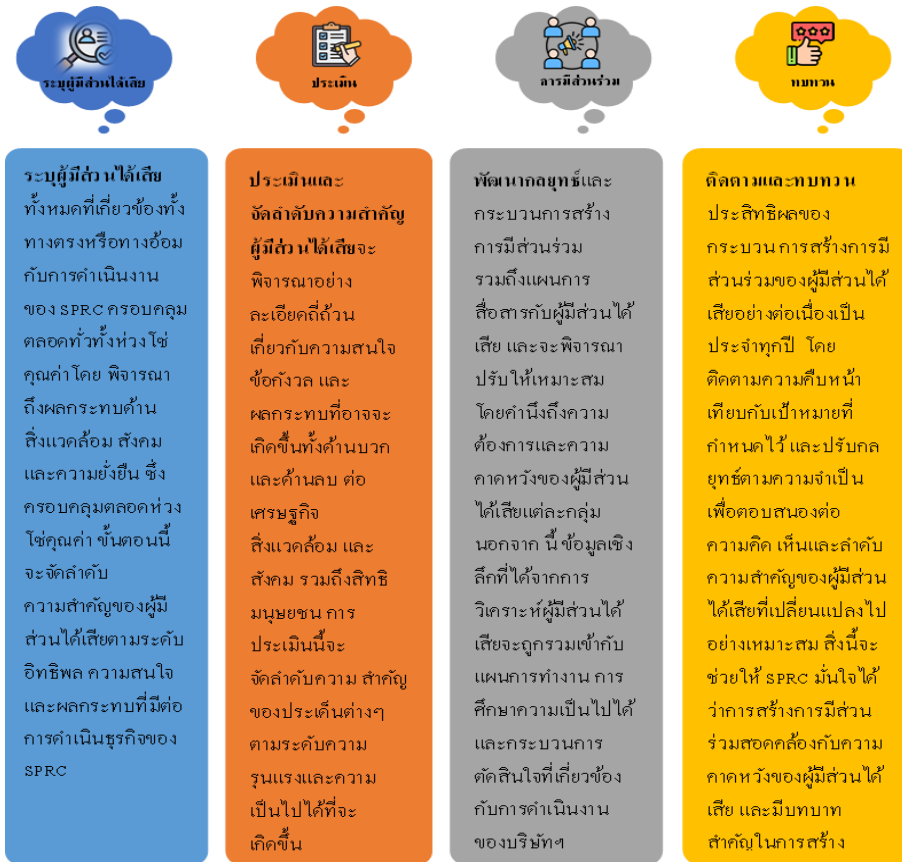 ระบุผู้มีส่วนได้เสีย
ประเมิน
การมีส่วนร่วม
ทบทวน
ระบุผู้มีส่วนได้เสีย
ทั้งหมดที่เกี่ยวข้องทั้ง
ทางตรงหรือทางอ้อม
กับการดำเนินงาน
ของ SPRC ครอบคลุม
ตลอดทั่วทั้งห่วงโซ่
คุณค่าโดย พิจารณา
ถึงผลกระทบด้าน
สิ่งแวดล้อม สังคม
และความยั่งยืน ซึ่ง
ครอบคลุมตลอดห่วง
โซ่คุณค่า ขั้นตอนนี้
จะจัดลำดับ
ความสำคัญของผู้มี
ส่วนได้เสียตามระดับ
อิทธิพล ความสนใจ
และผลกระทบที่มีต่อ
การดำเนินธุรกิจของ
SPRC
ประเมินและ
จัดลำดับความสำคัญ
ผู้มีส่วนได้เสียจะ
พิจารณาอย่าง
ละเอียดถี่ถ้วน
เกี่ยวกับความสนใจ
ข้อกังวล และ
ผลกระทบที่อาจจะ
เกิดขึ้นทั้งด้านบวก
และด้านลบ ต่อ
เศรษฐกิจ
สิ่งแวดล้อม และ
สังคม รวมถึงสิทธิ
มนุษยชน การ
ประเมินนี้จะ
จัดลำดับความ สำคัญ
ของประเด็นต่างๆ
ตามระดับความ
รุนแรงและความ
เป็นไปได้ที่จะ
เกิดขึ้น
พัฒนากลยุทธ์และ
กระบวนการสร้าง
การมีส่วนร่วม
รวมถึงแผนการ
สื่อสารกับผู้มีส่วนได้
เสีย และจะพิจารณา
ปรับให้เหมาะสม
โดยคำนึงถึงความ
ต้องการและความ
คาดหวังของผู้มีส่วน
ได้เสียแต่ละกลุ่ม
นอกจาก นี้ ข้อมูลเชิง
ลึกที่ได้จากการ
วิเคราะห์ผู้มีส่วนได้
เสียจะถูกรวมเข้ากับ
แผนการทำงาน การ
ศึกษาความเป็นไปได้
และกระบวนการ
ตัดสินใจที่เกี่ยวข้อง
กับการดำเนินงาน
ของบริษัทฯ
ติดตามและทบทวน
ประสิทธิผลของ
กระบวน การสร้างการมี
ส่วนร่วมของผู้มีส่วนได้
เสียอย่างต่อเนื่องเป็น
ประจำทุกปี โดย
ติดตามความคืบหน้า
เทียบกับเป้าหมายที่
กำหนดไว้ และปรับกล
ยุทธ์ตามความจำเป็น
เพื่อตอบสนองต่อ
ความคิด เห็นและลำดับ
ความสำคัญของผู้มีส่วน
ได้เสียที่เปลี่ยนแปลงไป
อย่างเหมาะสม สิ่งนี้จะ
ช่วยให้ SPRC มั่นใจได้
ว่าการสร้างการมีส่วน
ร่วมสอดคล้องกับความ
คาดหวังของผู้มีส่วนได้
เสีย และมีบทบาท
สำคัญในการสร้าง